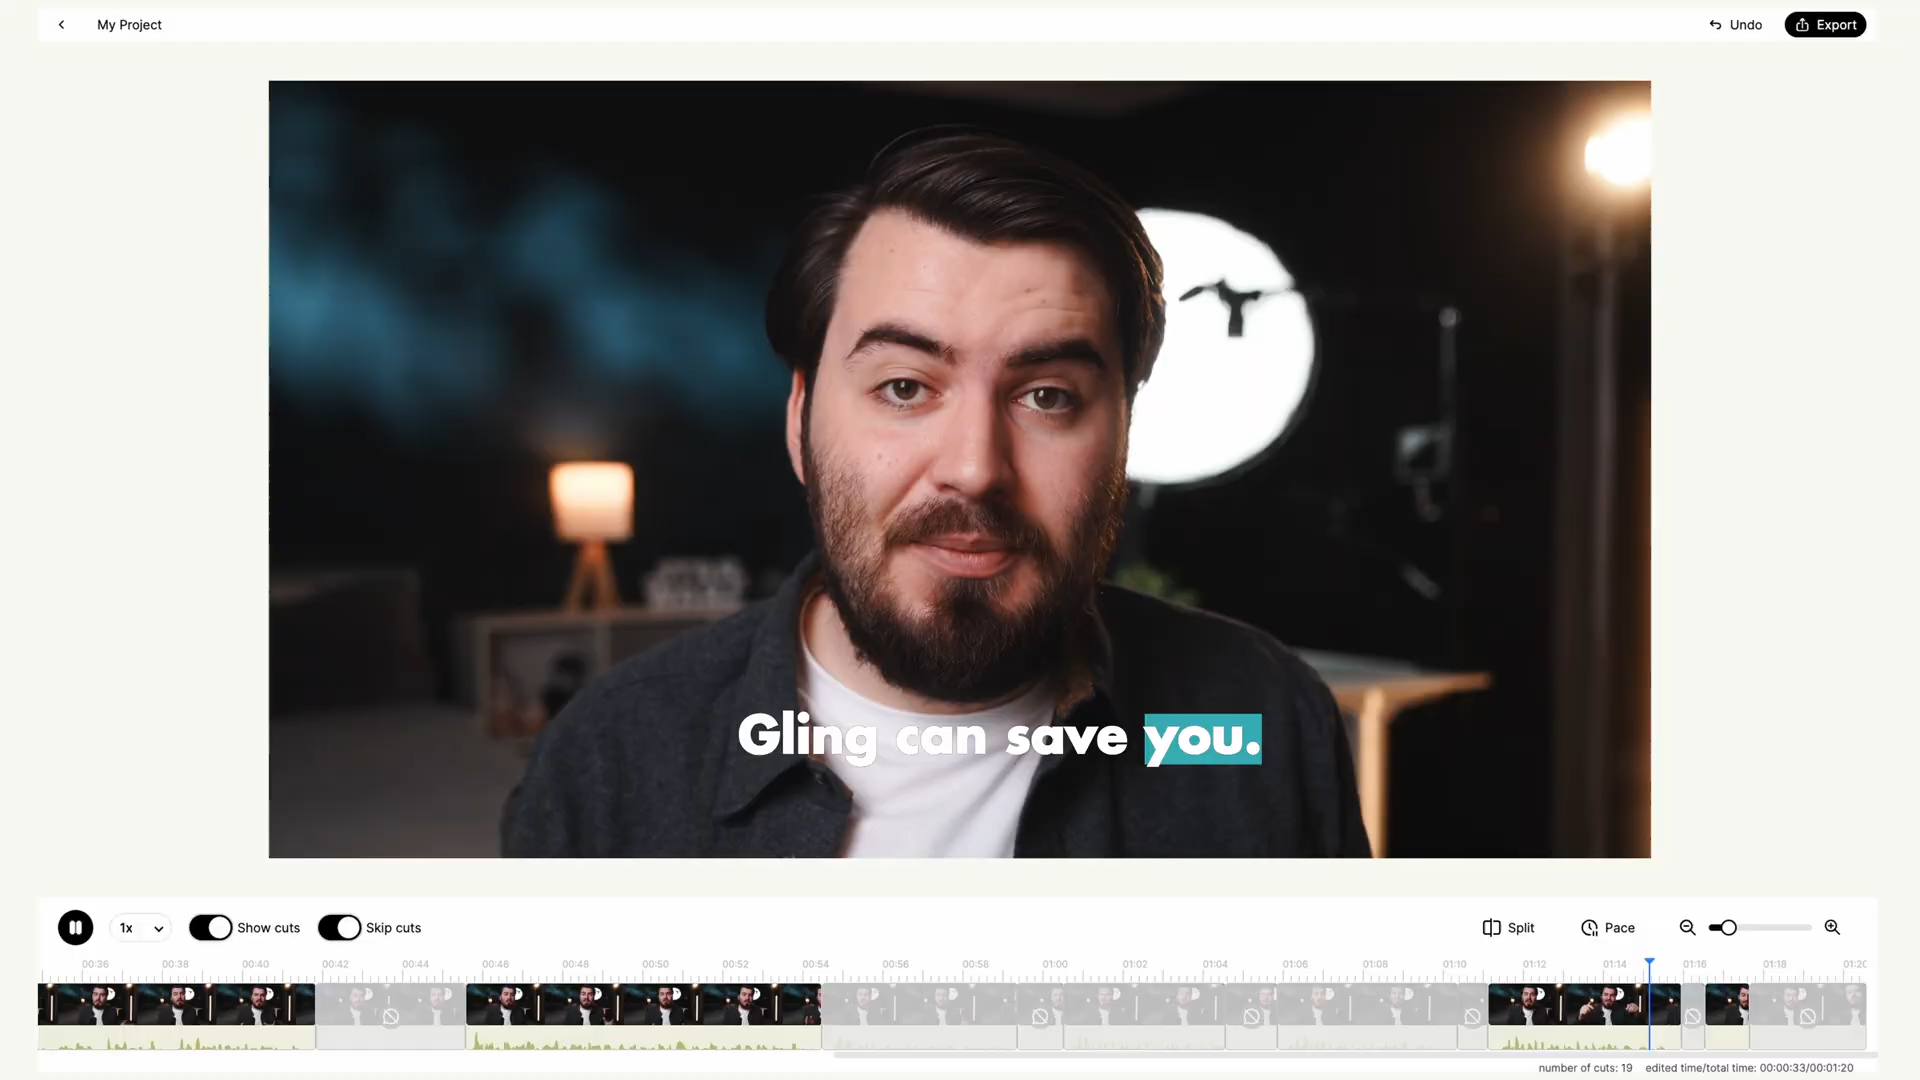 My Project
Undo
Export
Gling can save you.
1x
Show cuts
Skip cuts
Split
Pace
00:36 00:38 00:40 00:42 00:44 00:46 00:48 00:50 00:52 00:54 00:56 00:58 01:00 01:02 01:04 01:06 01:08 01:10 01:12 01:14 01:16 01:18 01:20
number of cuts: 19 edited time/total time: 00:00:33/00:01:20